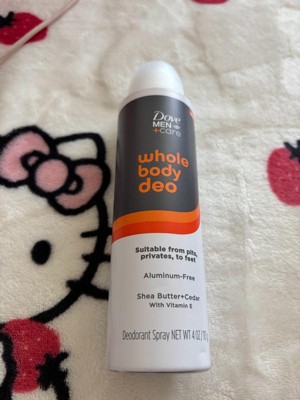 Dove
MEN
+care
whole
body
deo
Suitable from pits,
privates, to feet
Aluminum-Free
Shea Butter+Cedar
With Vitamin E
Deodorant Spray NET WT 4 OZ